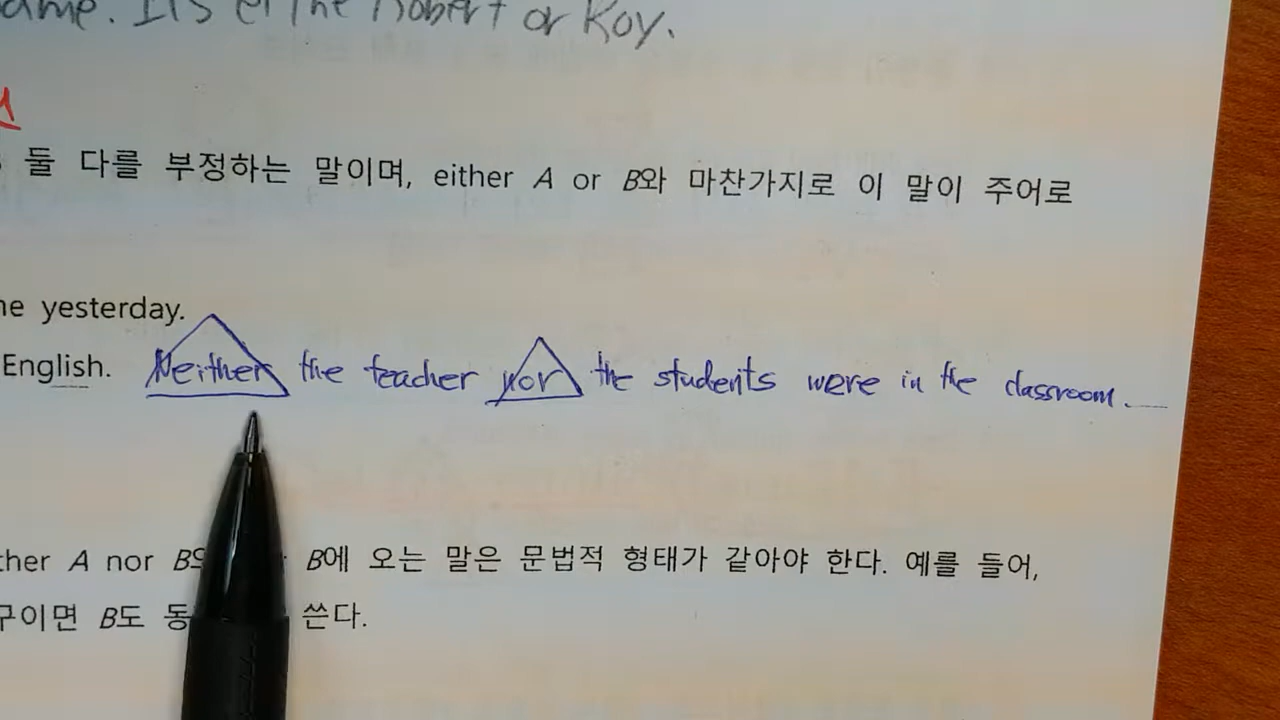 ame. It's either Robert or Roy.
둘 다를 부정하는 말이며, either A or B와 마찬가지로 이 말이 주어로
ne yesterday.
English. Neither the teacher nor the students were in the classroom.
ther A nor B B에 오는 말은 문법적 형태가 같아야 한다. 예를 들어,
구이면 B도 동 쓴다.